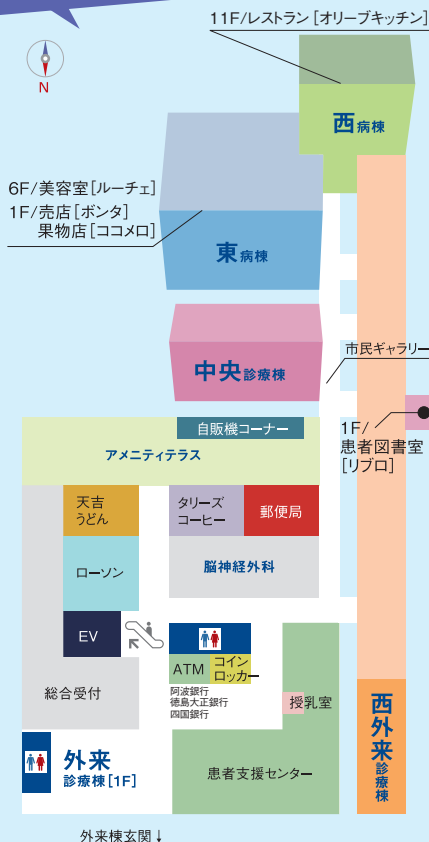 11F/レストラン [オリーブキッチン]
N
西病棟
6F/美容室[ルーチェ]
1F/売店[ボンタ]
果物店[ココメロ]
東病棟
市民ギャラリー
中央診療棟
1F/
患者図書室
[リブロ]
自販機コーナー
アメニティテラス
天吉
うどん
タリーズ
コーヒー
郵便局
ローソン
脳神経外科
EV
ATM
コイン
ロッカー
阿波銀行
徳島大正銀行
四国銀行
総合受付
授乳室
西外来診療棟
外来
診療棟[1F]
患者支援センター
外来棟玄関↓